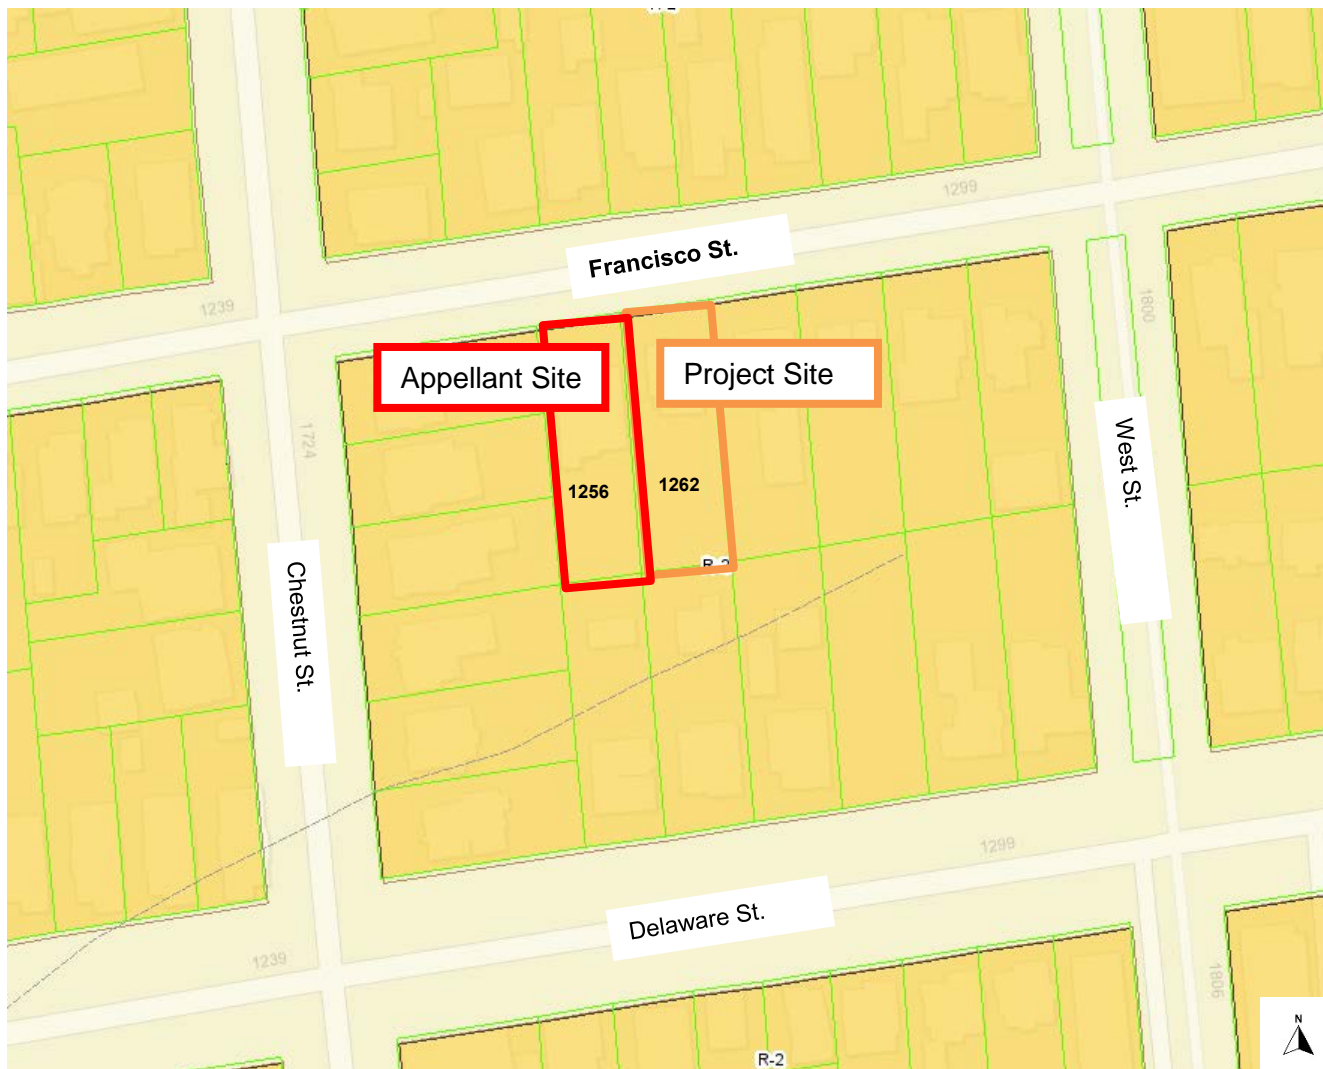 1299
Francisco St.
1239
1800
Appellant Site
Project Site
1724
West St.
1256
1262
R-2
Chestnut St.
1299
Delaware St.
1239
1806
N
R-2